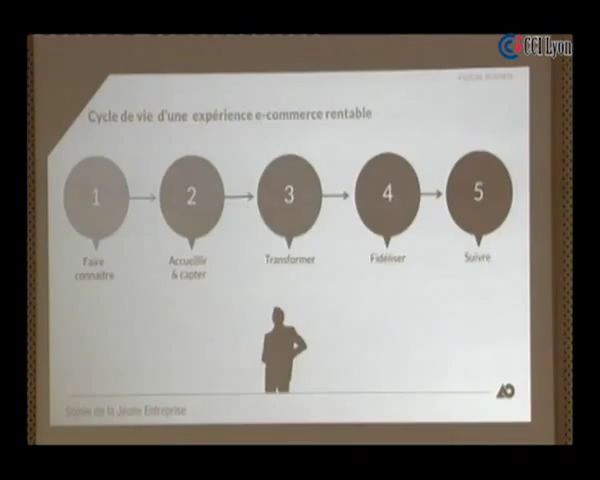 CCI Lyon
Cycle de vie d'une expérience e-commerce rentable
1
2
3
4
5
Faire
connaître
Accueillir
& capter
Transformer
Fidéliser
Suivre
de la Jeune Entreprise